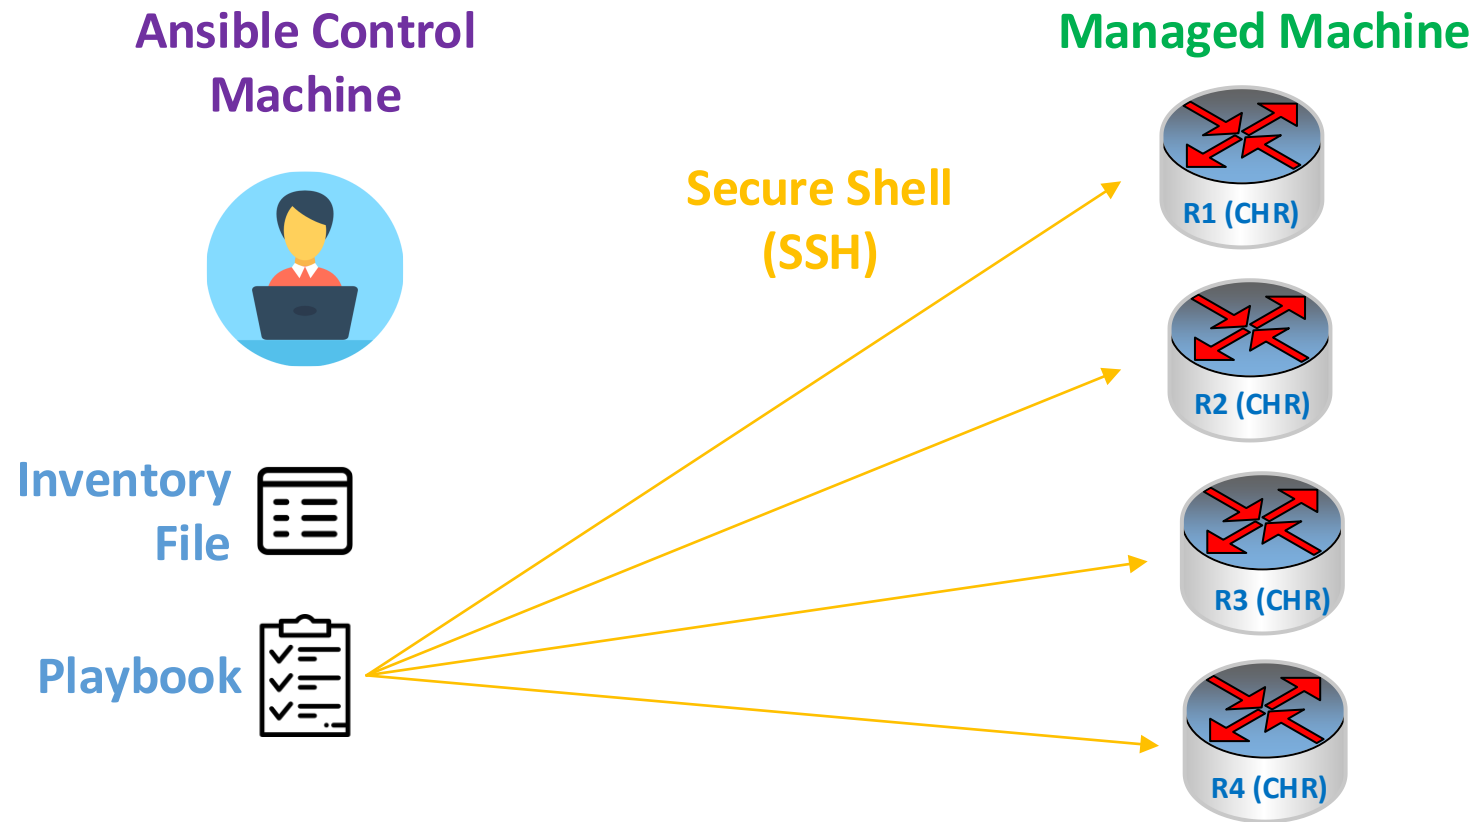 Ansible Control
Machine
Managed Machine
Secure Shell
(SSH)
R1 (CHR)
R2 (CHR)
Inventory
File
R3 (CHR)
Playbook
R4 (CHR)